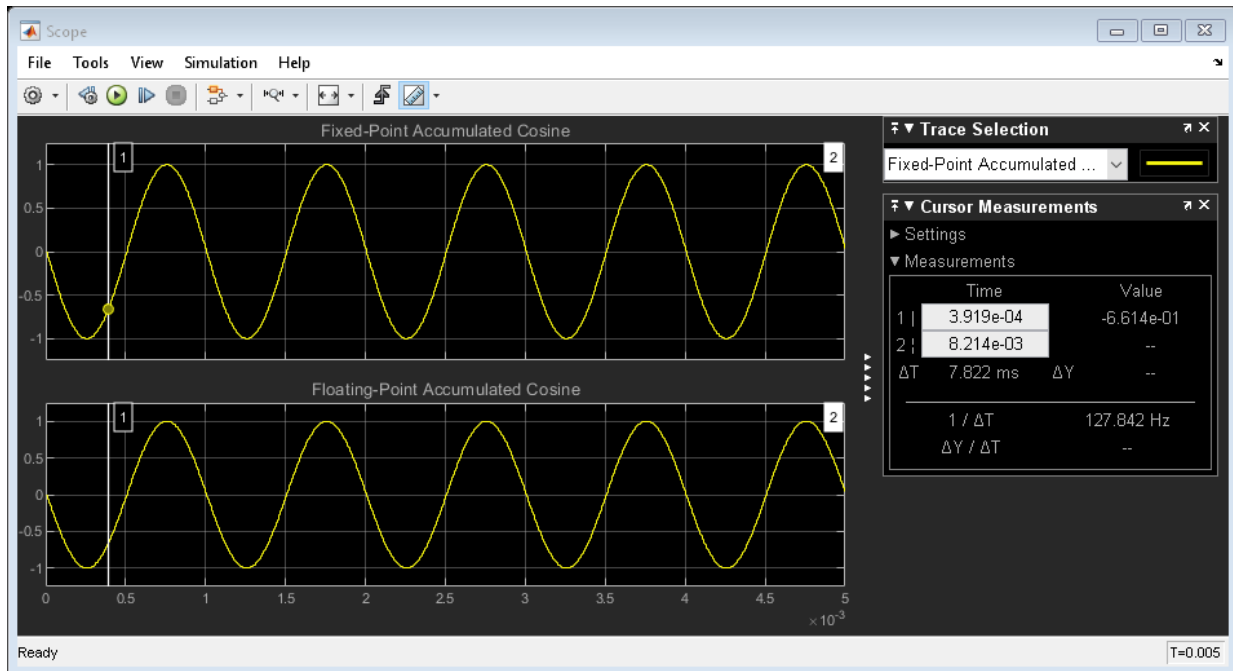 Scope
File Tools View Simulation Help
Fixed-Point Accumulated Cosine
1 2
1
0.5
0
-0.5
-1
Floating-Point Accumulated Cosine
1 2
1
0.5
0
-0.5
-1
0 0.5 1 1.5 2 2.5 3 3.5 4 4.5 5
×10-3
Trace Selection
Fixed-Point Accumulated ...
Cursor Measurements
Settings
Measurements
Time Value
1 | 3.919e-04 -6.614e-01
2 ¦ 8.214e-03 --
ΔT 7.822 ms ΔY --
1 / ΔT 127.842 Hz
ΔY / ΔT --
Ready T=0.005